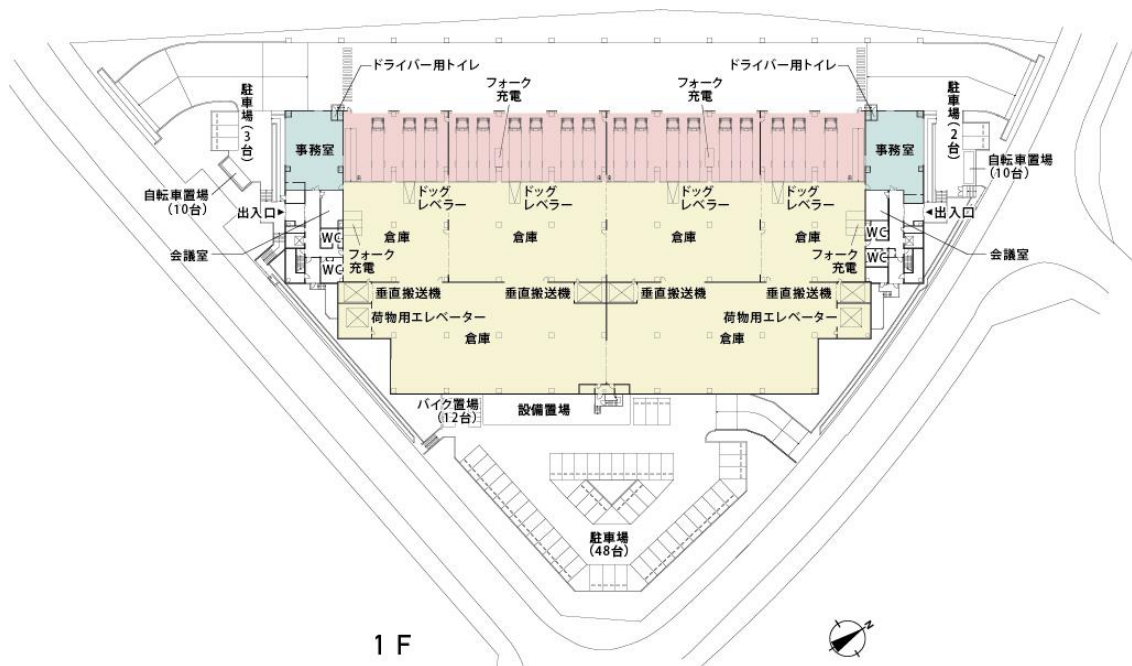 ドライバー用トイレ
ドライバー用トイレ
フォーク
充電
フォーク
充電
駐車場(3台)
駐車場(2台)
事務室
事務室
自転車置場
(10台)
自転車置場
(10台)
ドッグ
レベラー
ドッグ
レベラー
ドッグ
レベラー
ドッグ
レベラー
出入口
出入口
WC
倉庫
倉庫
倉庫
倉庫
WC
会議室
会議室
WC
フォーク
充電
フォーク
充電
WC
垂直搬送機
垂直搬送機
垂直搬送機
垂直搬送機
荷物用エレベーター
荷物用エレベーター
倉庫
倉庫
バイク置場
(12台)
設備置場
駐車場
(48台)
1F
N